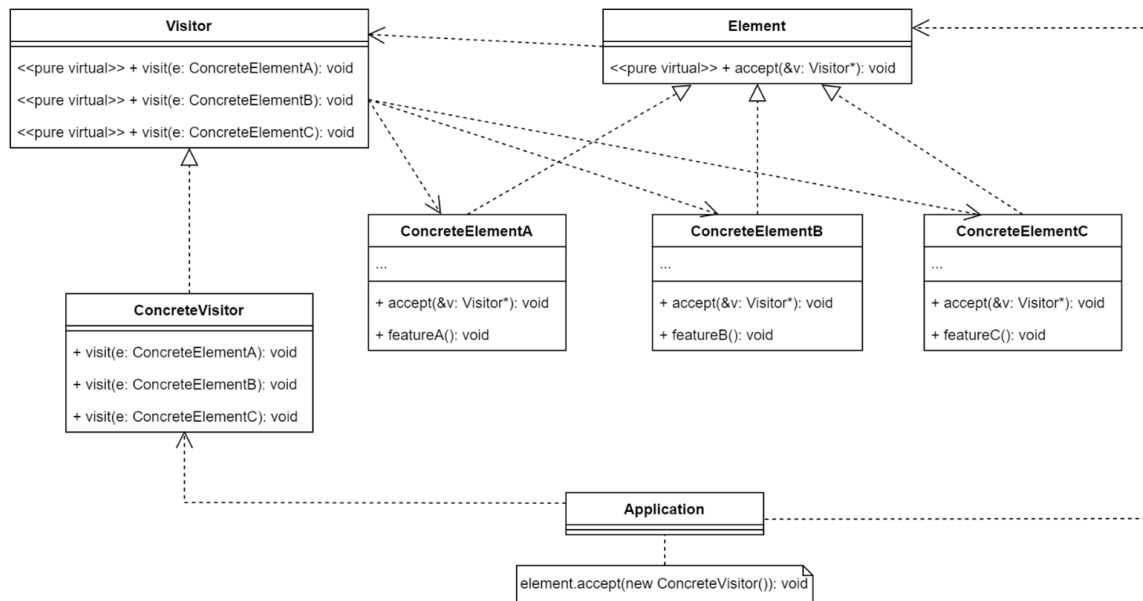 Visitor
<<pure virtual>> + visit(e: ConcreteElementA): void
<<pure virtual>> + visit(e: ConcreteElementB): void
<<pure virtual>> + visit(e: ConcreteElementC): void
Element
<<pure virtual>> + accept(&v: Visitor*): void
ConcreteElementA
...
+ accept(&v: Visitor*): void
+ featureA(): void
ConcreteElementB
...
+ accept(&v: Visitor*): void
+ featureB(): void
ConcreteElementC
...
+ accept(&v: Visitor*): void
+ featureC(): void
ConcreteVisitor
+ visit(e: ConcreteElementA): void
+ visit(e: ConcreteElementB): void
+ visit(e: ConcreteElementC): void
Application
element.accept(new ConcreteVisitor()): void